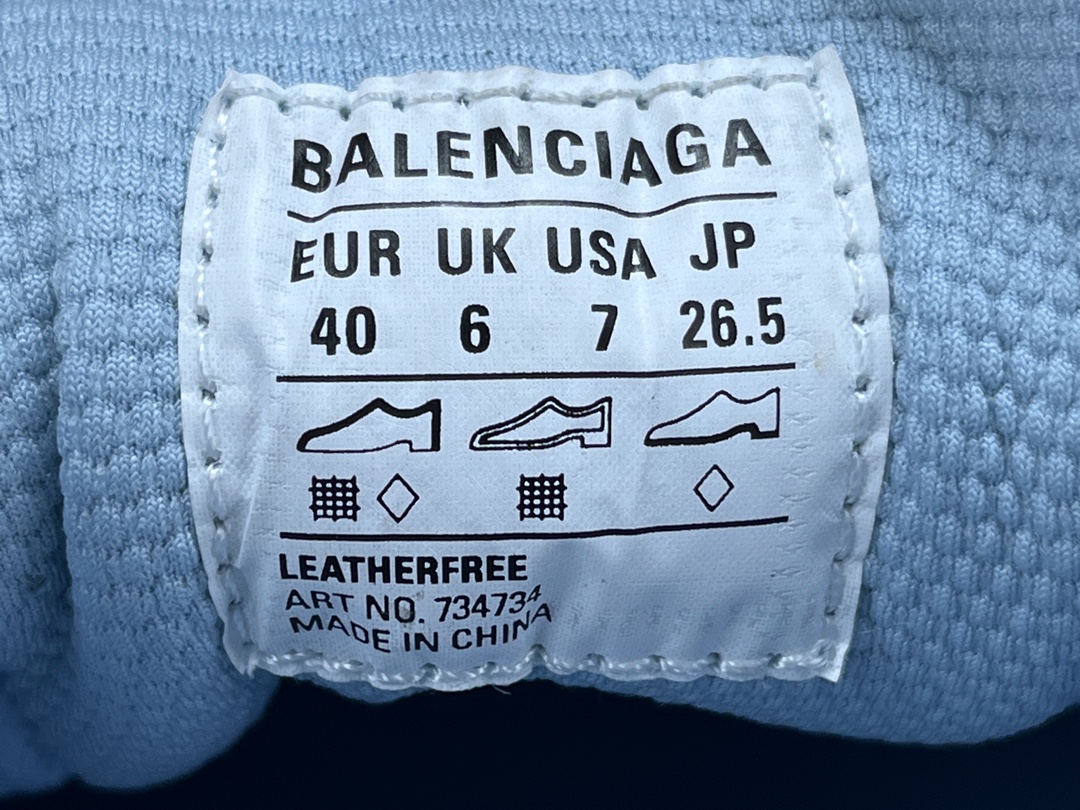 BALENCIAGA
EUR UK USA JP
40 6 7 26.5
LEATHERFREE
ART NO. 734734
MADE IN CHINA